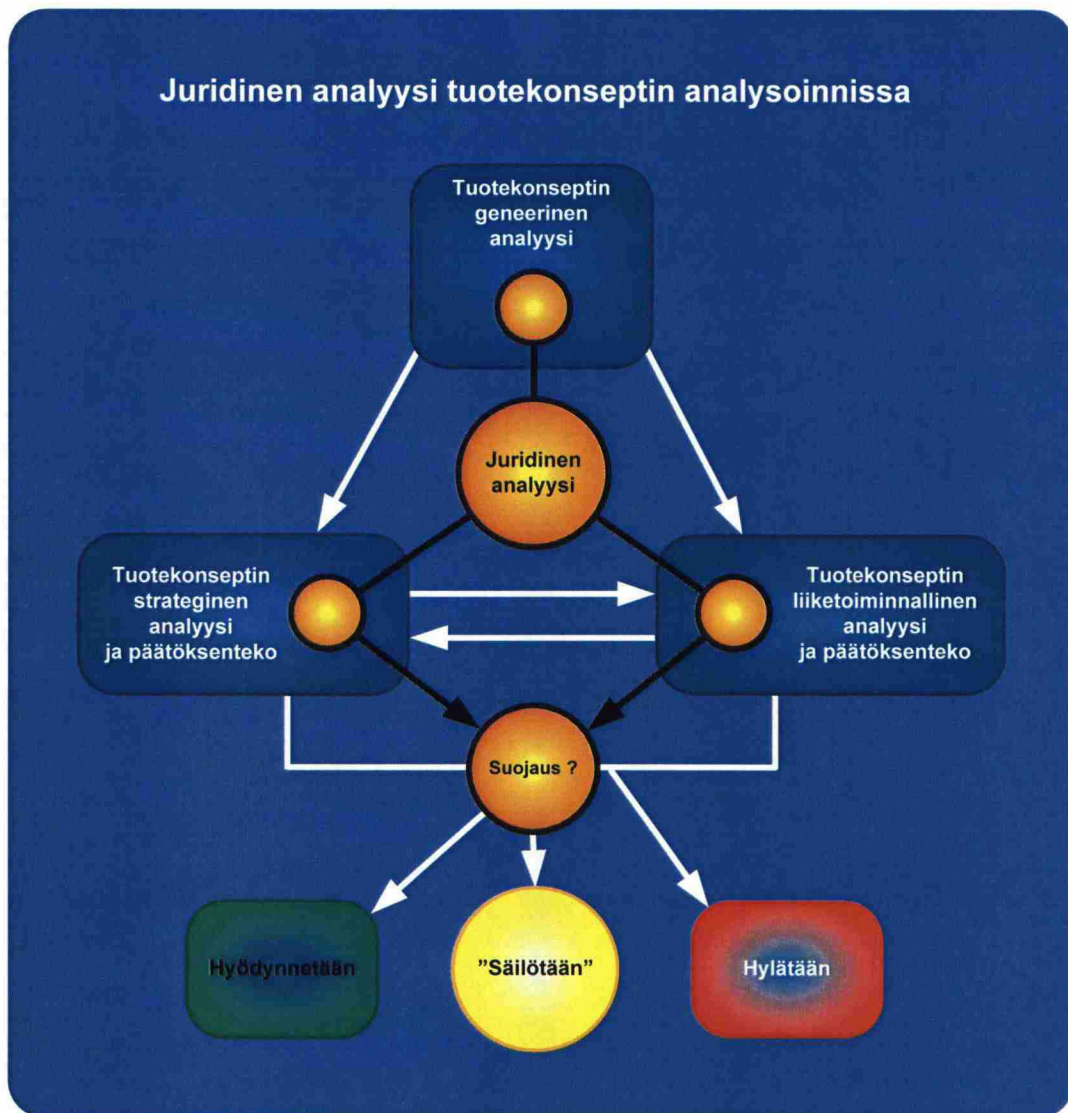 Juridinen analyysi tuotekonseptin analysoinnissa
Tuotekonseptin
geneerinen
analyysi
Juridinen
analyysi
Tuotekonseptin
strateginen
analyysi
ja päätöksenteko
Tuotekonseptin
liiketoiminnallinen
analyysi
ja päätöksenteko
Suojaus ?
Hyödynnetään
”Säilötään”
Hylätään